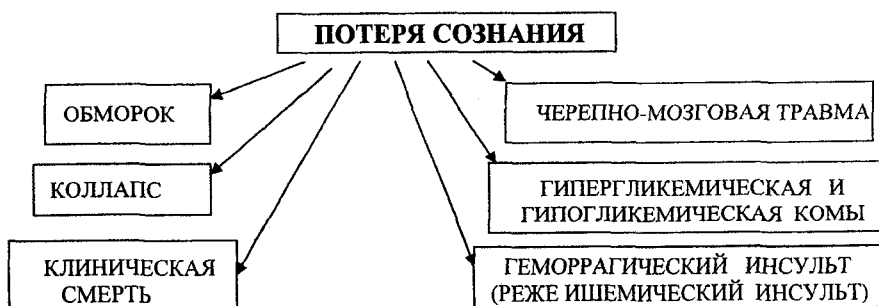 ПОТЕРЯ СОЗНАНИЯ
ОБМОРОК
КОЛЛАПС
КЛИНИЧЕСКАЯ
СМЕРТЬ
ЧЕРЕПНО-МОЗГОВАЯ ТРАВМА
ГИПЕРГЛИКЕМИЧЕСКАЯ И
ГИПОГЛИКЕМИЧЕСКАЯ КОМЫ
ГЕМОРРАГИЧЕСКИЙ ИНСУЛЬТ
(РЕЖЕ ИШЕМИЧЕСКИЙ ИНСУЛЬТ)